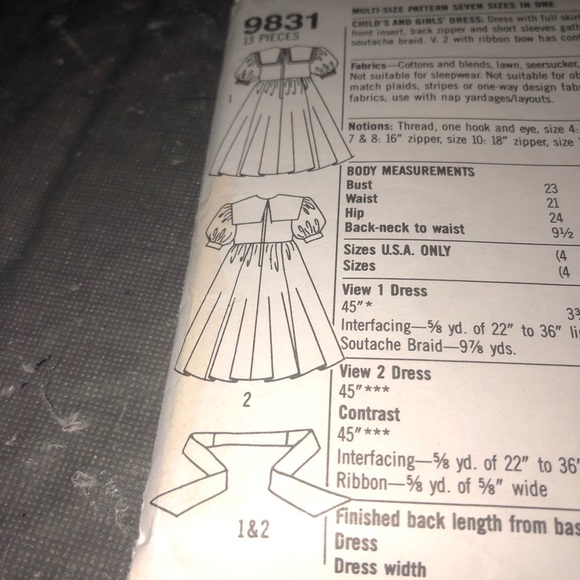 9831
13 PIECES
1
2
1&2
MULTI-SIZE PATTERN SEVEN SIZES IN ONE
CHILD'S AND GIRLS' DRESS: Dress with full
front insert, back zipper and short sleeves
soutache braid. V. 2 with ribbon bow has
Fabrics—Cottons and blends, lawn, seersucker,
Not suitable for sleepwear. Not suitable for
match plaids, stripes or one-way design
fabrics, use with nap yardages/layouts.
Notions: Thread, one hook and eye, size 4:
7 & 8: 16" zipper, size 10: 18" zipper, size
BODY MEASUREMENTS
Bust 23
Waist 21
Hip 24
Back-neck to waist 9½
Sizes U.S.A. ONLY (4
Sizes (4
View 1 Dress
45"*
Interfacing—⅝ yd. of 22" to 36"
Soutache Braid—9⅞ yds.
View 2 Dress
45"***
Contrast
45"***
Interfacing—⅝ yd. of 22" to 36"
Ribbon—⅝ yd. of ⅝" wide
Finished back length from
Dress
Dress width